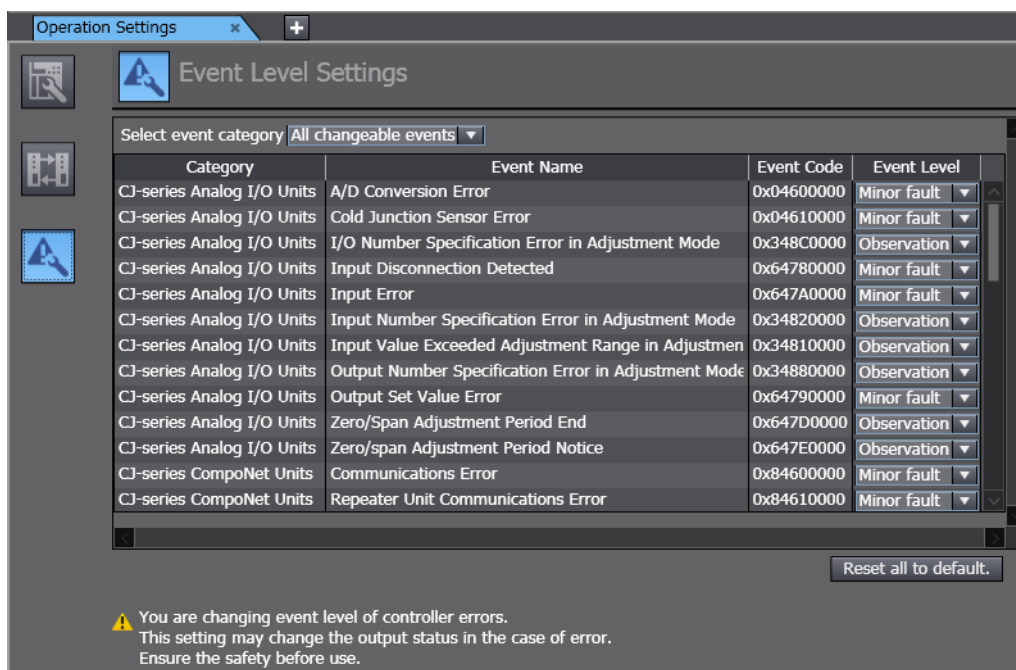 Operation Settings
Event Level Settings
Select event category All changeable events
Category Event Name Event Code Event Level
CJ-series Analog I/O Units A/D Conversion Error 0x04600000 Minor fault
CJ-series Analog I/O Units Cold Junction Sensor Error 0x04610000 Minor fault
CJ-series Analog I/O Units I/O Number Specification Error in Adjustment Mode 0x348C0000 Observation
CJ-series Analog I/O Units Input Disconnection Detected 0x64780000 Minor fault
CJ-series Analog I/O Units Input Error 0x647A0000 Minor fault
CJ-series Analog I/O Units Input Number Specification Error in Adjustment Mode 0x34820000 Observation
CJ-series Analog I/O Units Input Value Exceeded Adjustment Range in Adjustmen 0x34810000 Observation
CJ-series Analog I/O Units Output Number Specification Error in Adjustment Mode 0x34880000 Observation
CJ-series Analog I/O Units Output Set Value Error 0x64790000 Minor fault
CJ-series Analog I/O Units Zero/Span Adjustment Period End 0x647D0000 Observation
CJ-series Analog I/O Units Zero/span Adjustment Period Notice 0x647E0000 Observation
CJ-series CompoNet Units Communications Error 0x84600000 Minor fault
CJ-series CompoNet Units Repeater Unit Communications Error 0x84610000 Minor fault
Reset all to default.
You are changing event level of controller errors.
This setting may change the output status in the case of error.
Ensure the safety before use.